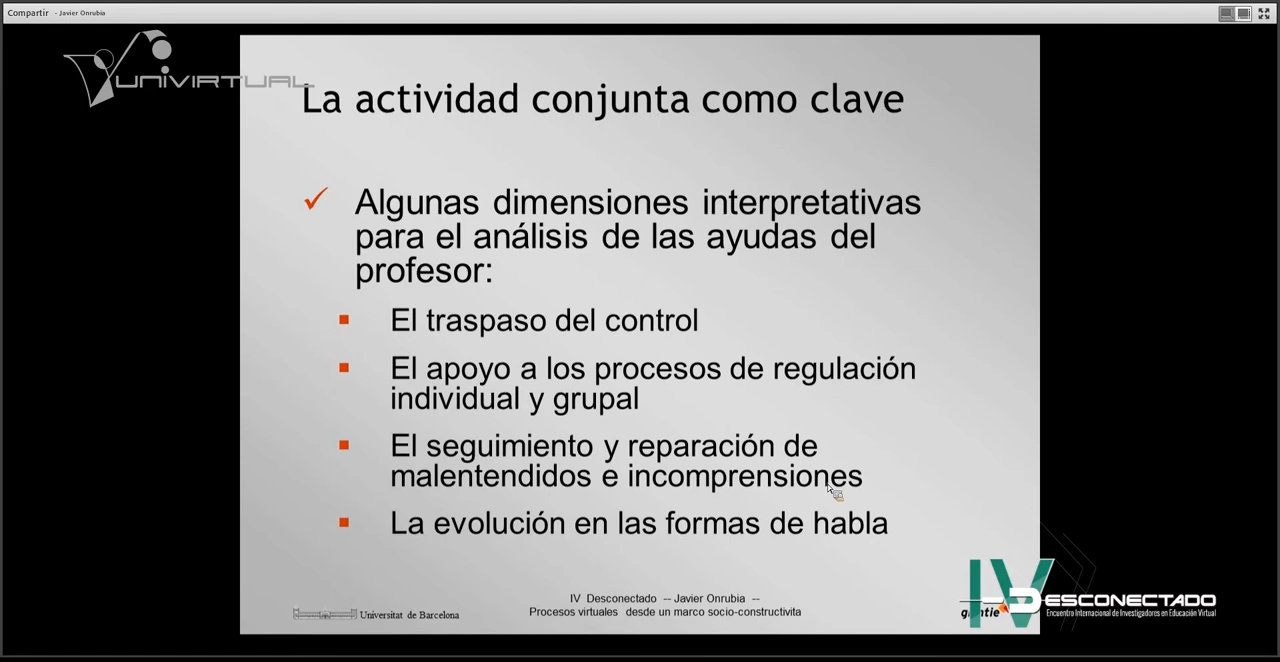 Compartir - Javier Onrubia
UNIVIRTUAL
La actividad conjunta como clave
Algunas dimensiones interpretativas
para el análisis de las ayudas del
profesor:
El traspaso del control
El apoyo a los procesos de regulación
individual y grupal
El seguimiento y reparación de
malentendidos e incomprensiones
La evolución en las formas de habla
IV Desconectado -- Javier Onrubia --
Procesos virtuales desde un marco socio-constructivita
Universitat de Barcelona
IV DESCONECTADO
Encuentro Internacional de Investigadores en Educación Virtual